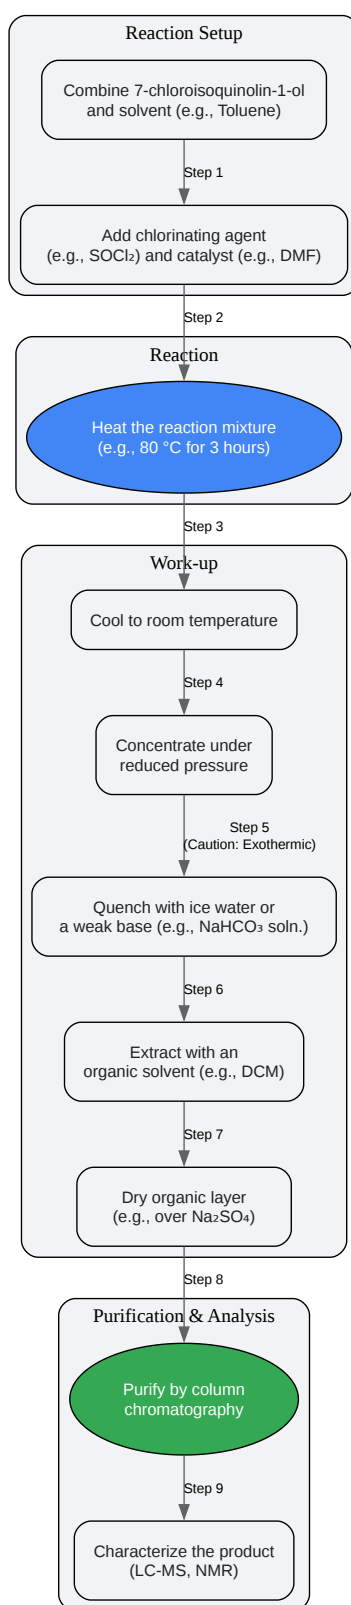 Reaction Setup
Combine 7-chloroisoquinolin-1-ol
and solvent (e.g., Toluene)
Step 1
Add chlorinating agent
(e.g., SOCl₂) and catalyst (e.g., DMF)
Step 2
Reaction
Heat the reaction mixture
(e.g., 80 °C for 3 hours)
Step 3
Work-up
Cool to room temperature
Step 4
Concentrate under
reduced pressure
Step 5
(Caution: Exothermic)
Quench with ice water or
a weak base (e.g., NaHCO₃ soln.)
Step 6
Extract with an
organic solvent (e.g., DCM)
Step 7
Dry organic layer
(e.g., over Na₂SO₄)
Step 8
Purification & Analysis
Purify by column
chromatography
Step 9
Characterize the product
(LC-MS, NMR)